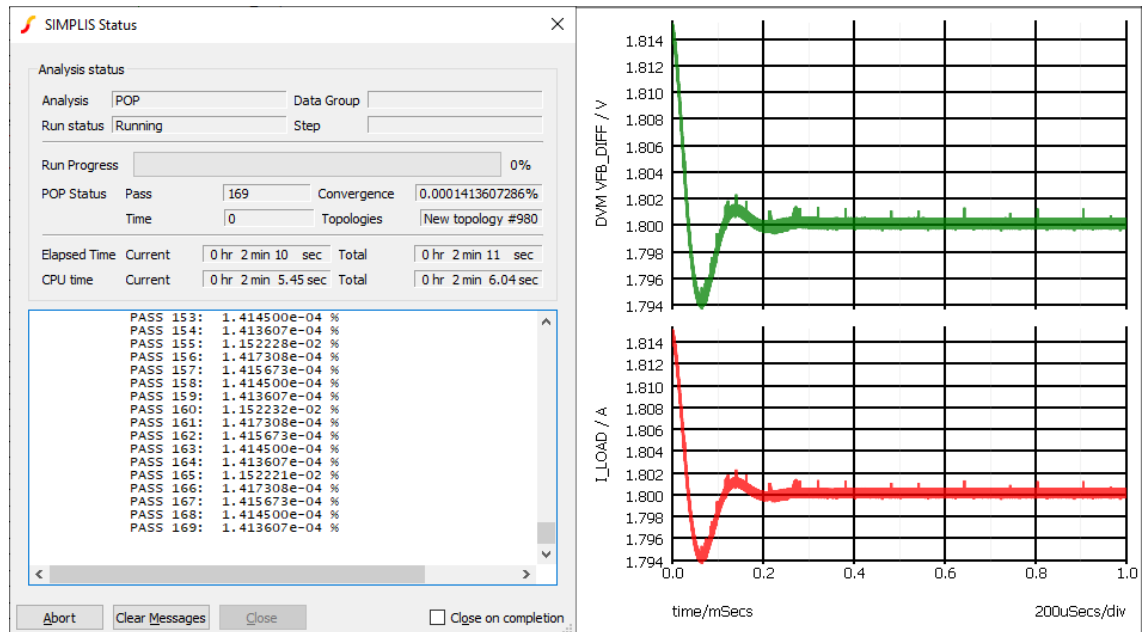 SIMPLIS Status
Analysis status
Analysis POP Data Group
Run status Running Step
Run Progress 0%
POP Status Pass 169 Convergence 0.0001413607286%
Time 0 Topologies New topology #980
Elapsed Time Current 0 hr 2 min 10 sec Total 0 hr 2 min 11 sec
CPU time Current 0 hr 2 min 5.45 sec Total 0 hr 2 min 6.04 sec
PASS 153: 1.414500e-04 %
PASS 154: 1.413607e-04 %
PASS 155: 1.152228e-02 %
PASS 156: 1.417308e-04 %
PASS 157: 1.415673e-04 %
PASS 158: 1.414500e-04 %
PASS 159: 1.413607e-04 %
PASS 160: 1.152232e-02 %
PASS 161: 1.417308e-04 %
PASS 162: 1.415673e-04 %
PASS 163: 1.414500e-04 %
PASS 164: 1.413607e-04 %
PASS 165: 1.152221e-02 %
PASS 166: 1.417308e-04 %
PASS 167: 1.415673e-04 %
PASS 168: 1.414500e-04 %
PASS 169: 1.413607e-04 %
Abort Clear Messages Close Close on completion
DVM VFB_DIFF / V
1.814
1.812
1.810
1.808
1.806
1.804
1.802
1.800
1.798
1.796
1.794
I_LOAD / A
1.814
1.812
1.810
1.808
1.806
1.804
1.802
1.800
1.798
1.796
1.794
0.0 0.2 0.4 0.6 0.8 1.0
time/mSecs 200uSecs/div